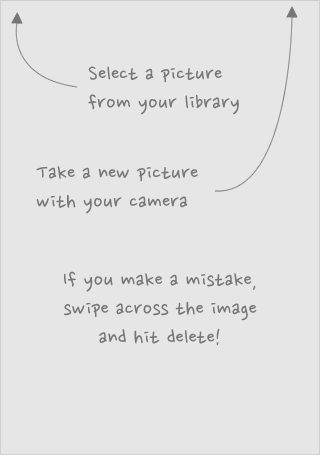 Select a picture
from your library
Take a new picture
with your camera
If you make a mistake,
swipe across the image
and hit delete!